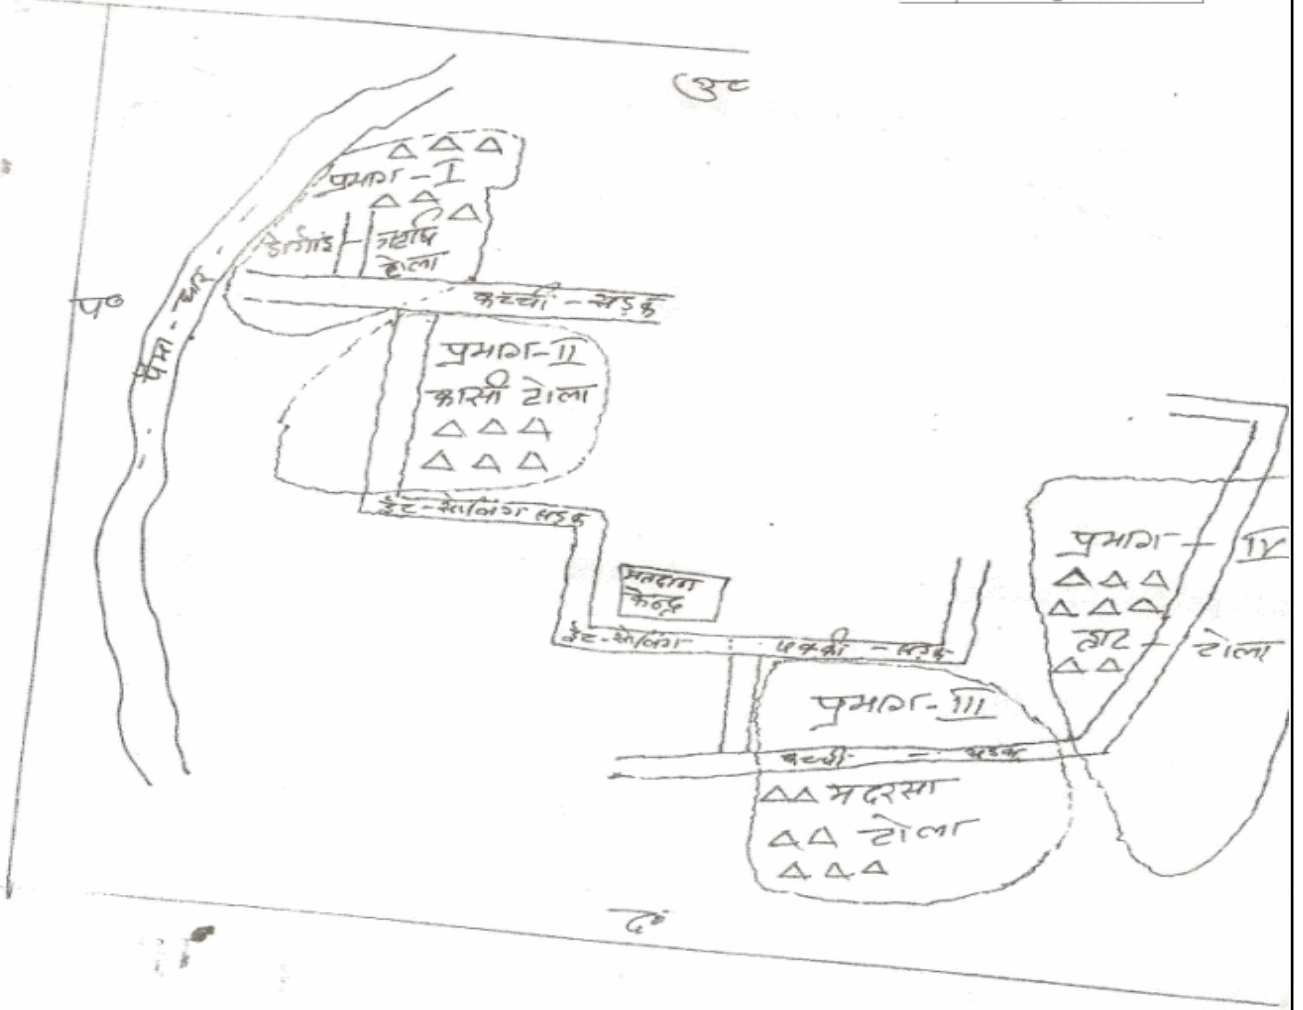 उ०
प्रभाग - I
ऋषि
टोला
प०
कच्ची - सड़क
धार
प्रभाग - II
कासी टोला
ईंट - सोलिंग सड़क
मतदान
केन्द्र
ईंट - सोलिंग
पक्की - सड़क
प्रभाग - IV
हाट - टोला
प्रभाग - III
कच्ची - सड़क
मदरसा
टोला
द०